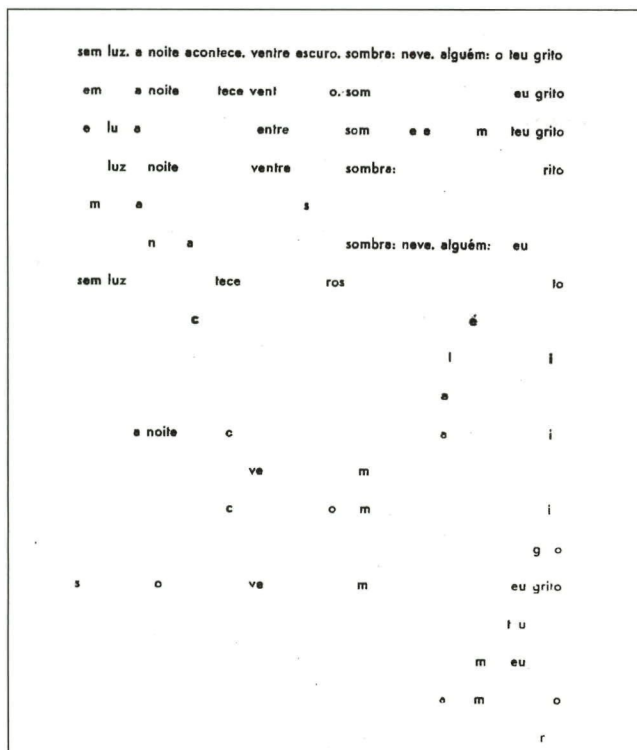 sem luz. a noite acontece. ventre escuro. sombra: neve. alguém: o teu grito
em a noite tece vent o. som eu grito
e lu a entre som e e m teu grito
luz noite ventre sombra: rito
m a s
n a sombra: neve. alguém: eu
sem luz tece ros to
c é
l i
a
a noite c a i
ve m
c o m i
g o
s o ve m eu grito
t u
m eu
a m o
r